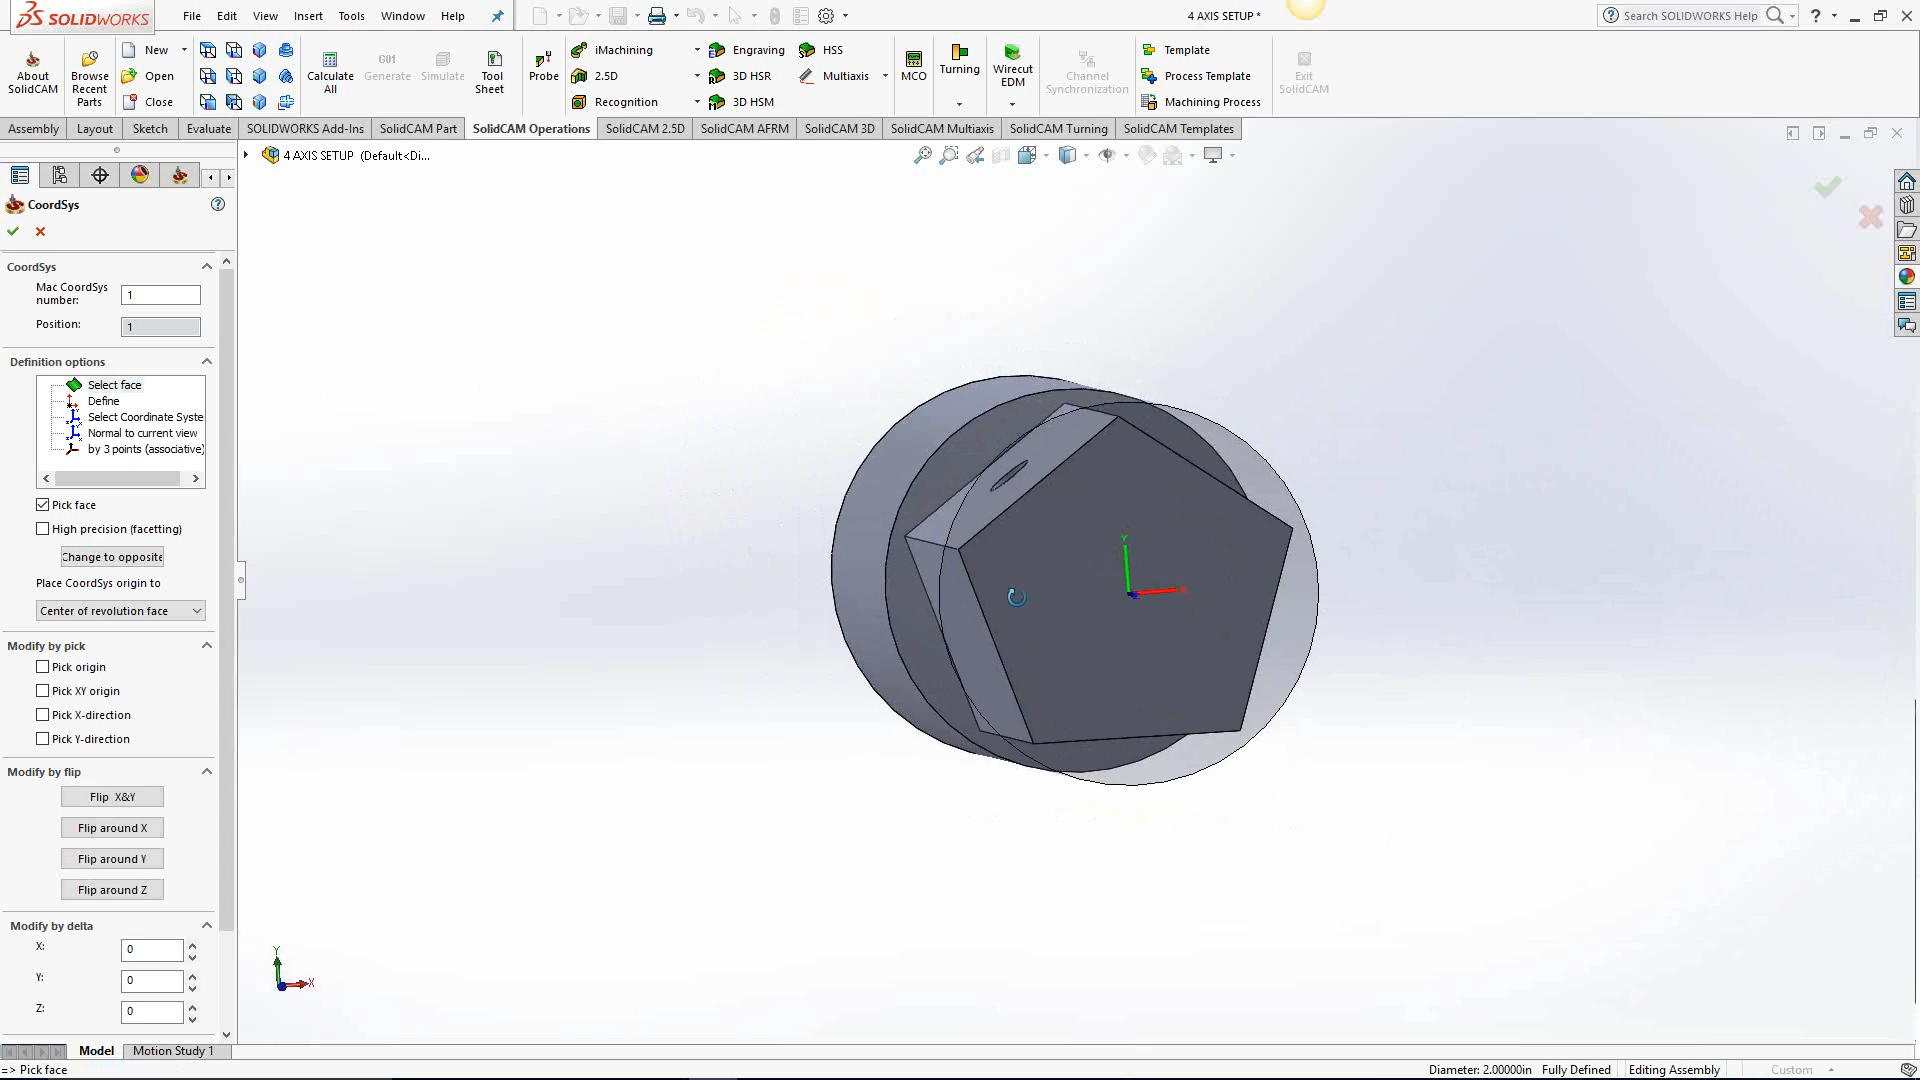 SOLIDWORKS
File Edit View Insert Tools Window Help
4 AXIS SETUP *
Search SOLIDWORKS Help
About SolidCAM
Browse Recent Parts
New
Open
Close
Calculate All
G01
Generate
Simulate
Tool Sheet
Probe
iMachining
2.5D
Recognition
Engraving
3D HSR
3D HSM
HSS
Multiaxis
MCO
Turning
Wirecut EDM
Channel Synchronization
Template
Process Template
Machining Process
Exit SolidCAM
Assembly Layout Sketch Evaluate SOLIDWORKS Add-Ins SolidCAM Part SolidCAM Operations SolidCAM 2.5D SolidCAM AFRM SolidCAM 3D SolidCAM Multiaxis SolidCAM Turning SolidCAM Templates
4 AXIS SETUP (Default<Di...
CoordSys
CoordSys
Mac CoordSys number: 1
Position: 1
Definition options
Select face
Define
Select Coordinate Syste
Normal to current view
by 3 points (associative)
Pick face
High precision (facetting)
Change to opposite
Place CoordSys origin to
Center of revolution face
Modify by pick
Pick origin
Pick XY origin
Pick X-direction
Pick Y-direction
Modify by flip
Flip X&Y
Flip around X
Flip around Y
Flip around Z
Modify by delta
X: 0
Y: 0
Z: 0
Y
X
Y
X
Model Motion Study 1
=> Pick face
Diameter: 2.00000in Fully Defined Editing Assembly Custom